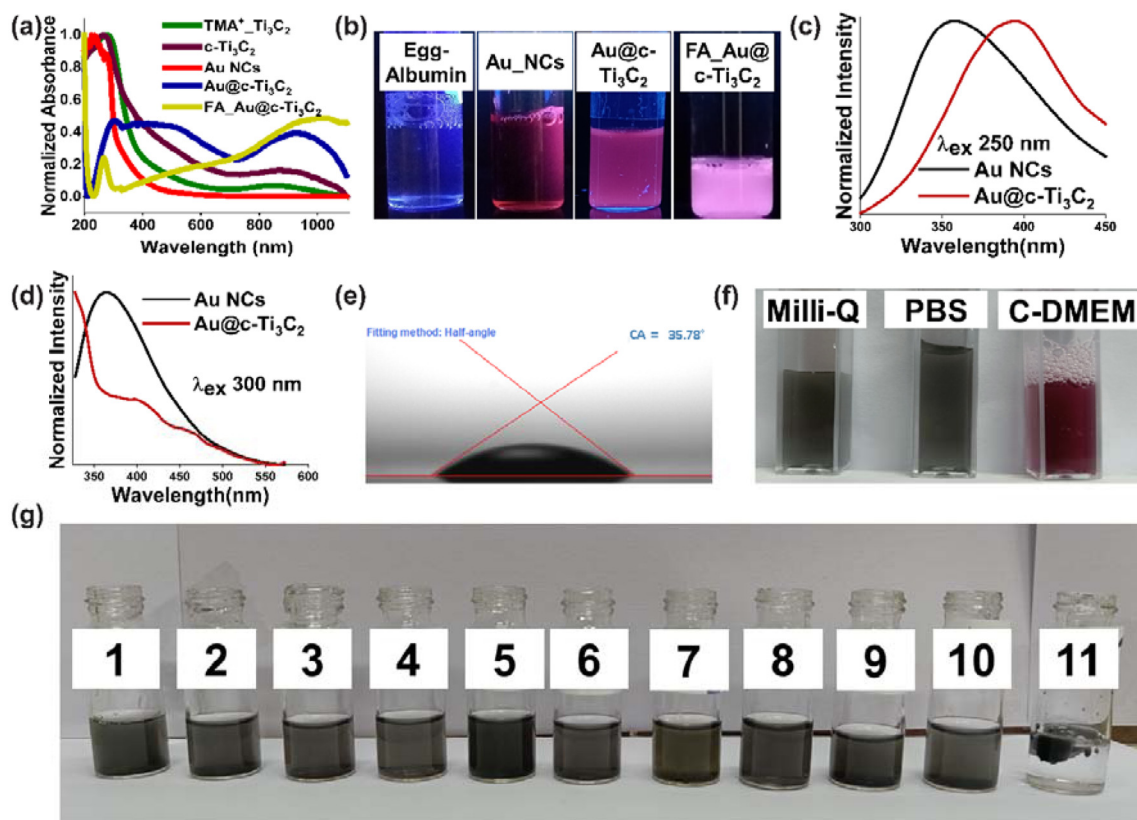 (a)
TMA⁺_Ti₃C₂
c-Ti₃C₂
Au NCs
Au@c-Ti₃C₂
FA_Au@c-Ti₃C₂
Normalized Absorbance
1.0
0.8
0.6
0.4
0.2
0.0
200 400 600 800 1000
Wavelength (nm)
(b)
Egg-
Albumin
Au_NCs
Au@c-
Ti₃C₂
FA_Au@
c-Ti₃C₂
(c)
Normalized Intensity
λex 250 nm
Au NCs
Au@c-Ti₃C₂
300 350 400 450
Wavelength(nm)
(d)
Au NCs
Au@c-Ti₃C₂
Normalized Intensity
λex 300 nm
350 400 450 500 550 600
Wavelength(nm)
(e)
Fitting method: Half-angle
CA = 35.78°
(f)
Milli-Q
PBS
C-DMEM
(g)
1 2 3 4 5 6 7 8 9 10 11